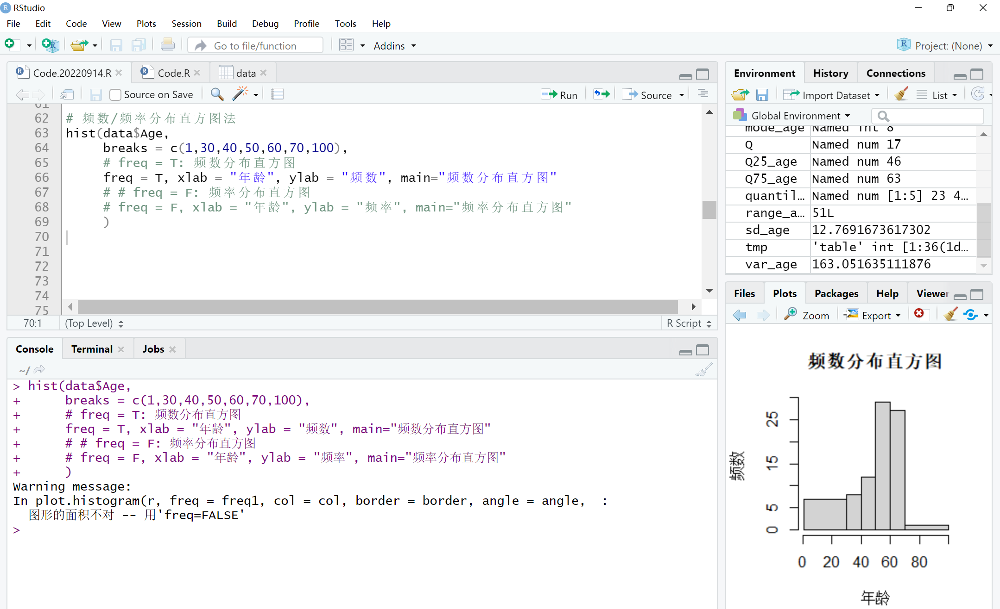 RStudio
File Edit Code View Plots Session Build Debug Profile Tools Help
Go to file/function Addins Project: (None)
Code.20220914.R Code.R data
Source on Save Run Source
61
62 # 频数/频率分布直方图法
63 hist(data$Age,
64 breaks = c(1,30,40,50,60,70,100),
65 # freq = T: 频数分布直方图
66 freq = T, xlab = "年龄", ylab = "频数", main="频数分布直方图"
67 # # freq = F: 频率分布直方图
68 # freq = F, xlab = "年龄", ylab = "频率", main="频率分布直方图"
69 )
70
71
72
73
74
75
70:1 (Top Level) R Script
Console Terminal Jobs
~/
> hist(data$Age,
+ breaks = c(1,30,40,50,60,70,100),
+ # freq = T: 频数分布直方图
+ freq = T, xlab = "年龄", ylab = "频数", main="频数分布直方图"
+ # # freq = F: 频率分布直方图
+ # freq = F, xlab = "年龄", ylab = "频率", main="频率分布直方图"
+ )
Warning message:
In plot.histogram(r, freq = freq1, col = col, border = border, angle = angle, :
图形的面积不对 -- 用'freq=FALSE'
>
Environment History Connections
Import Dataset List
Global Environment
mode_age Named int 8
Q Named num 17
Q25_age Named num 46
Q75_age Named num 63
quantil… Named num [1:5] 23 4…
range_a… 51L
sd_age 12.7691673617302
tmp 'table' int [1:36(1d…
var_age 163.051635111876
Files Plots Packages Help Viewer
Zoom Export
频数分布直方图
频数
25
15
5
0
0 20 40 60 80
年龄